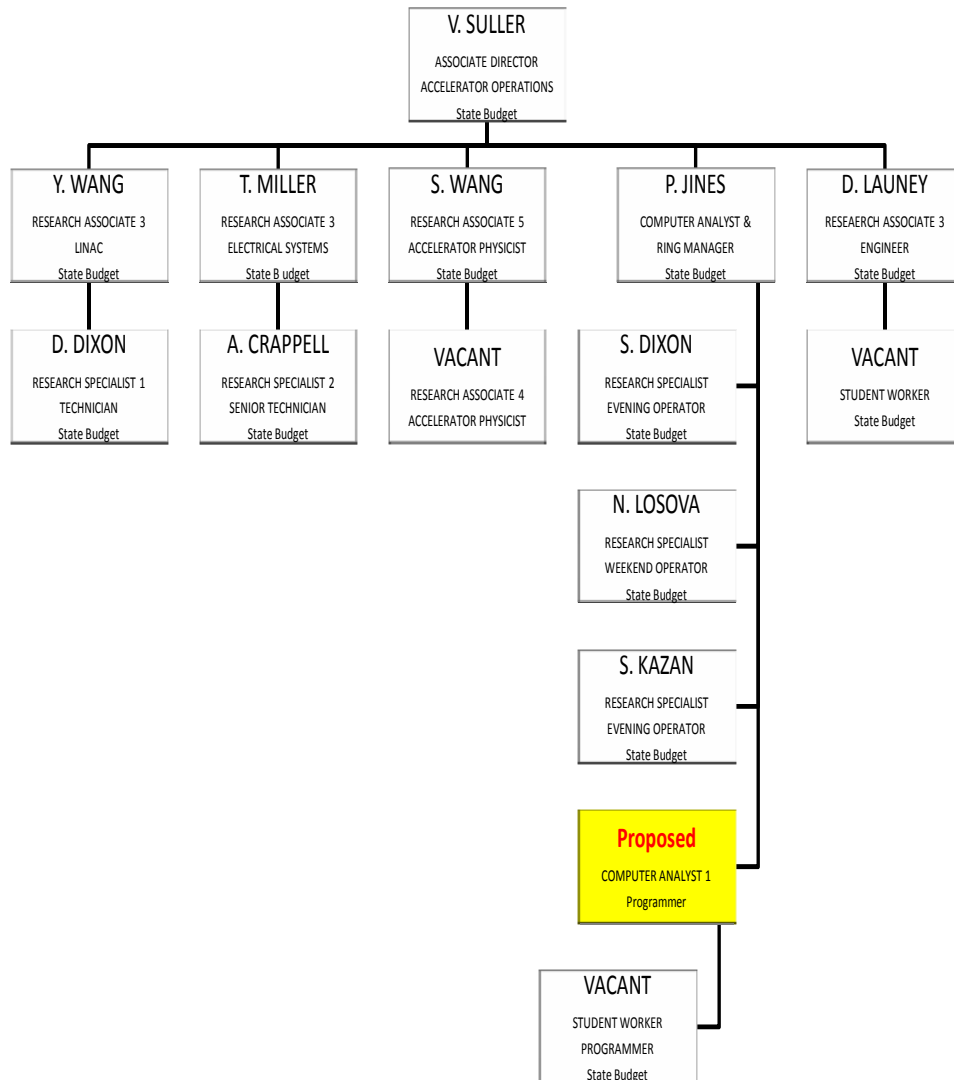 V. SULLER
ASSOCIATE DIRECTOR
ACCELERATOR OPERATIONS
State Budget
Y. WANG
RESEARCH ASSOCIATE 3
LINAC
State Budget
T. MILLER
RESEARCH ASSOCIATE 3
ELECTRICAL SYSTEMS
State B udget
S. WANG
RESEARCH ASSOCIATE 5
ACCELERATOR PHYSICIST
State Budget
P. JINES
COMPUTER ANALYST &
RING MANAGER
State Budget
D. LAUNEY
RESEAERCH ASSOCIATE 3
ENGINEER
State Budget
D. DIXON
RESEARCH SPECIALIST 1
TECHNICIAN
State Budget
A. CRAPPELL
RESEARCH SPECIALIST 2
SENIOR TECHNICIAN
State Budget
VACANT
RESEARCH ASSOCIATE 4
ACCELERATOR PHYSICIST
S. DIXON
RESEARCH SPECIALIST
EVENING OPERATOR
State Budget
VACANT
STUDENT WORKER
State Budget
N. LOSOVA
RESEARCH SPECIALIST
WEEKEND OPERATOR
State Budget
S. KAZAN
RESEARCH SPECIALIST
EVENING OPERATOR
State Budget
Proposed
COMPUTER ANALYST 1
Programmer
VACANT
STUDENT WORKER
PROGRAMMER
State Budget